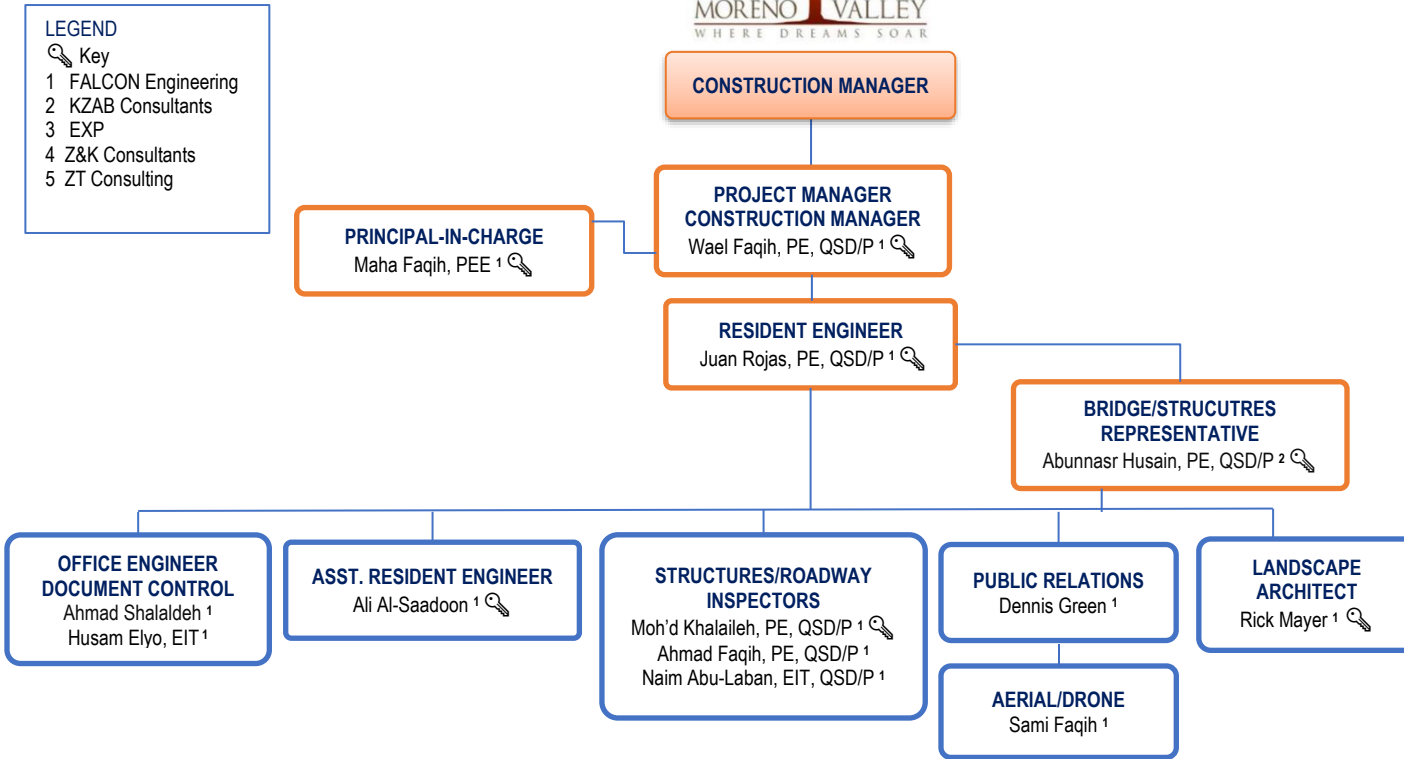 LEGEND
Key
1 FALCON Engineering
2 KZAB Consultants
3 EXP
4 Z&K Consultants
5 ZT Consulting
MORENO VALLEY
WHERE DREAMS SOAR
CONSTRUCTION MANAGER
PROJECT MANAGER
CONSTRUCTION MANAGER
Wael Faqih, PE, QSD/P ¹
PRINCIPAL-IN-CHARGE
Maha Faqih, PEE ¹
RESIDENT ENGINEER
Juan Rojas, PE, QSD/P ¹
BRIDGE/STRUCUTRES
REPRESENTATIVE
Abunnasr Husain, PE, QSD/P ²
OFFICE ENGINEER
DOCUMENT CONTROL
Ahmad Shalaldeh ¹
Husam Elyo, EIT ¹
ASST. RESIDENT ENGINEER
Ali Al-Saadoon ¹
STRUCTURES/ROADWAY
INSPECTORS
Moh'd Khalaileh, PE, QSD/P ¹
Ahmad Faqih, PE, QSD/P ¹
Naim Abu-Laban, EIT, QSD/P ¹
PUBLIC RELATIONS
Dennis Green ¹
AERIAL/DRONE
Sami Faqih ¹
LANDSCAPE
ARCHITECT
Rick Mayer ¹